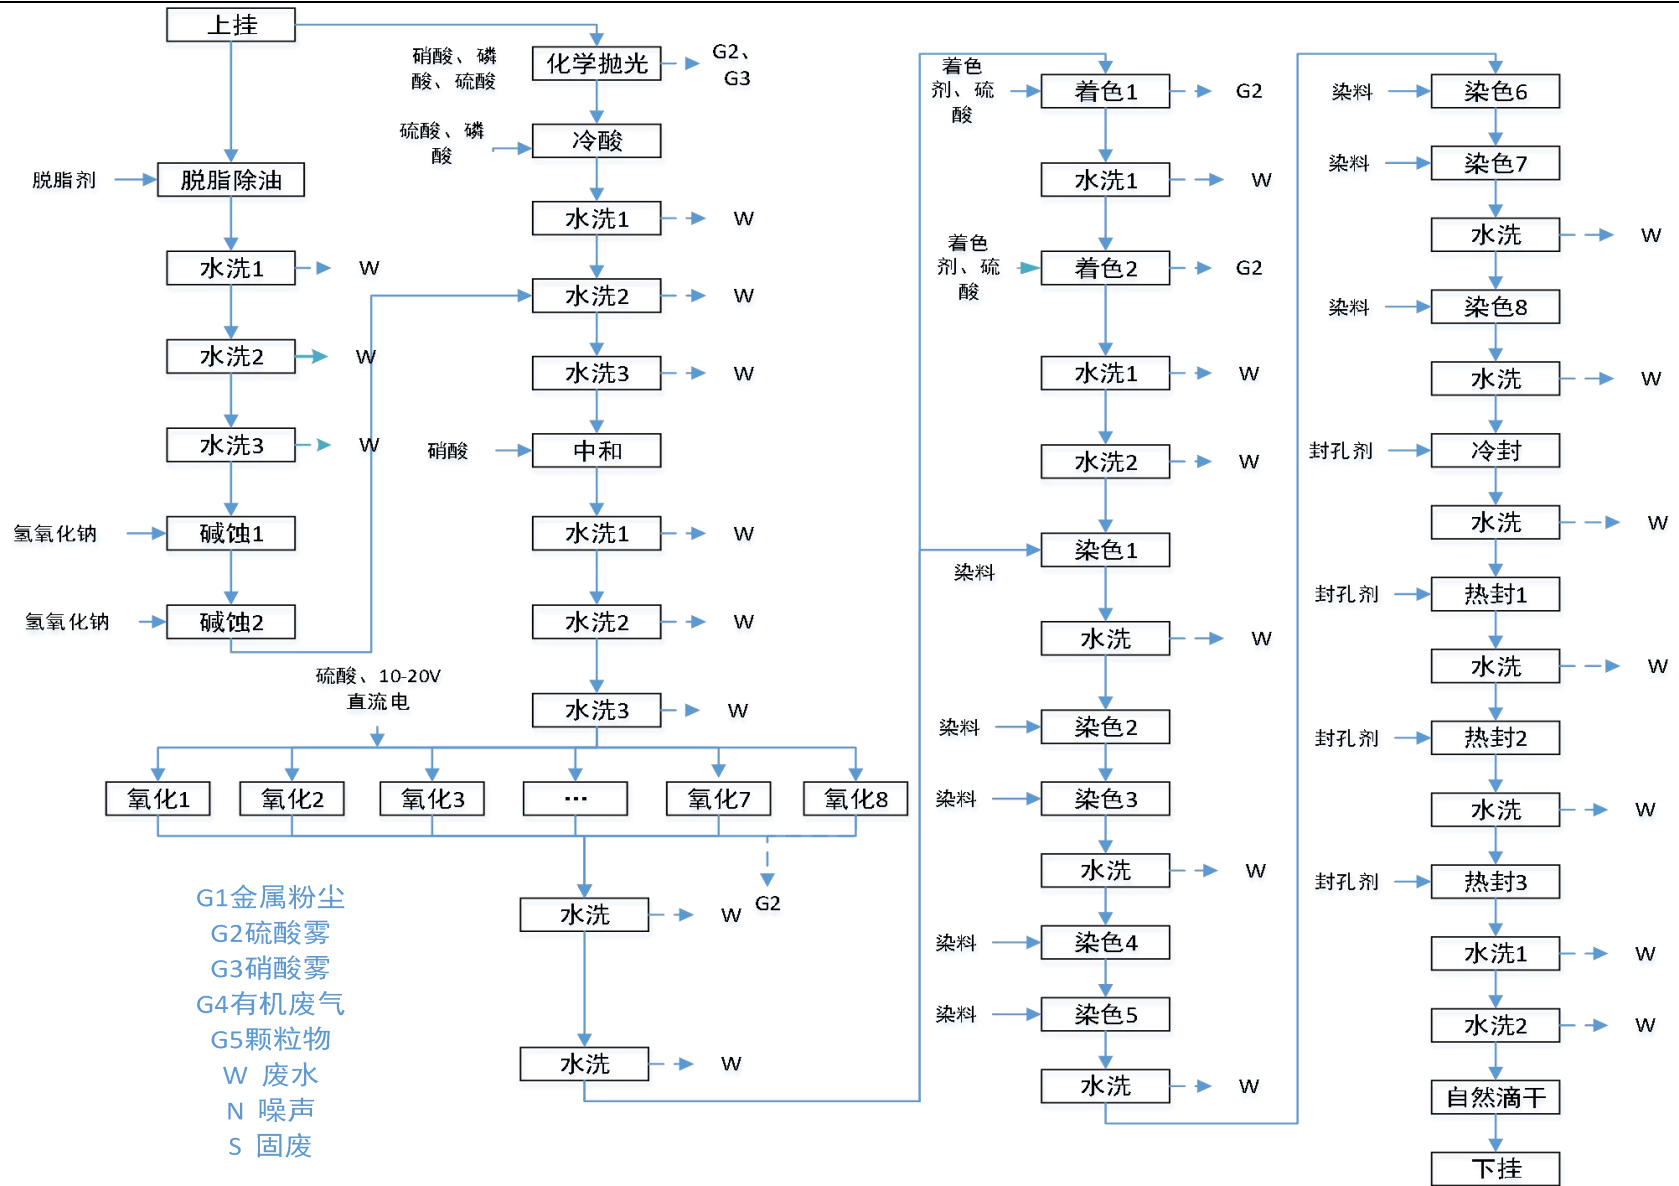 上挂
脱脂剂
脱脂除油
水洗1
W
水洗2
W
水洗3
W
氢氧化钠
碱蚀1
氢氧化钠
碱蚀2
硝酸、磷
酸、硫酸
化学抛光
G2、
G3
硫酸、磷
酸
冷酸
水洗1
W
水洗2
W
水洗3
W
硝酸
中和
水洗1
W
水洗2
W
水洗3
W
硫酸、10-20V
直流电
氧化1
氧化2
氧化3
...
氧化7
氧化8
G2
水洗
W
水洗
W
着色
剂、硫
酸
着色1
G2
水洗1
W
着色
剂、硫
酸
着色2
G2
水洗1
W
水洗2
W
染料
染色1
水洗
W
染料
染色2
染料
染色3
水洗
W
染料
染色4
染料
染色5
水洗
W
染料
染色6
染料
染色7
水洗
W
染料
染色8
水洗
W
封孔剂
冷封
水洗
W
封孔剂
热封1
水洗
W
封孔剂
热封2
水洗
W
封孔剂
热封3
水洗1
W
水洗2
W
自然滴干
下挂
G1金属粉尘
G2硫酸雾
G3硝酸雾
G4有机废气
G5颗粒物
W 废水
N 噪声
S 固废